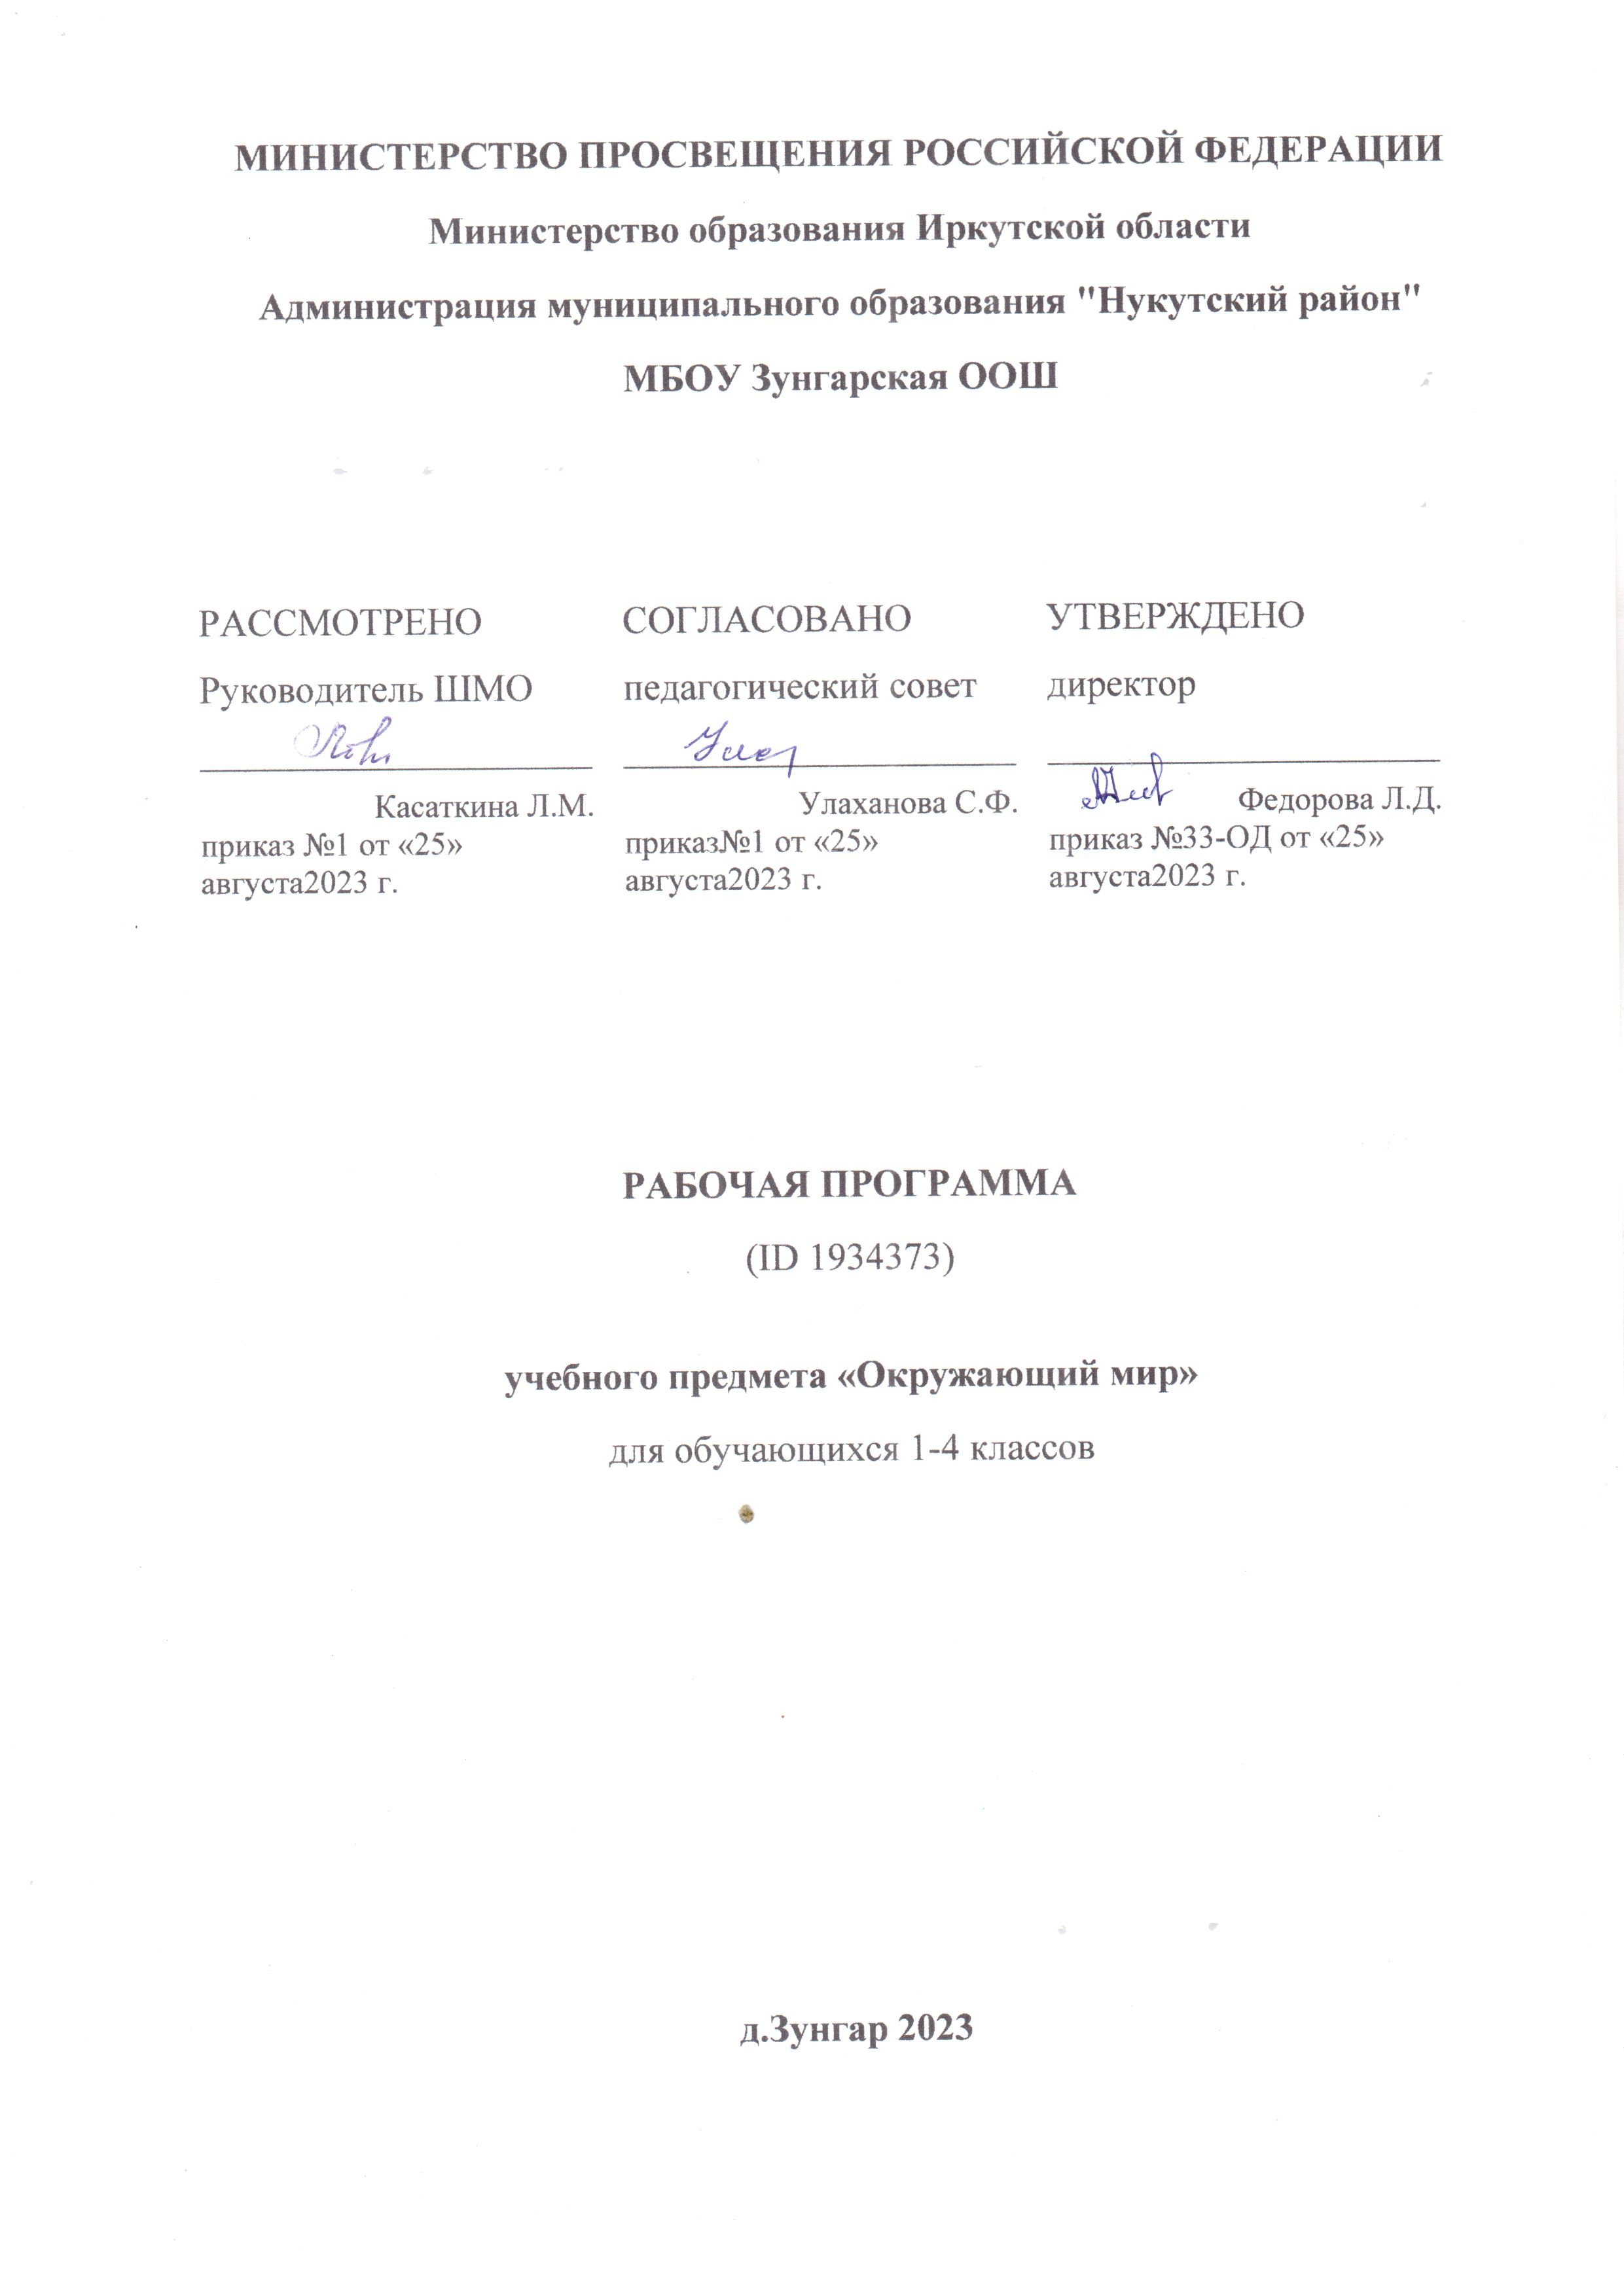 МИНИСТЕРСТВО ПРОСВЕЩЕНИЯ РОССИЙСКОЙ ФЕДЕРАЦИИ
Министерство образования Иркутской области
Администрация муниципального образования "Нукутский район"
МБОУ Зунгарская ООШ
РАССМОТРЕНО
Руководитель ШМО
Касаткина Л.М.
приказ №1 от «25»
августа2023 г.
СОГЛАСОВАНО
педагогический совет
Улаханова С.Ф.
приказ№1 от «25»
августа2023 г.
УТВЕРЖДЕНО
директор
Федорова Л.Д.
приказ №33-ОД от «25»
августа2023 г.
РАБОЧАЯ ПРОГРАММА
(ID 1934373)
учебного предмета «Окружающий мир»
для обучающихся 1-4 классов
д.Зунгар 2023